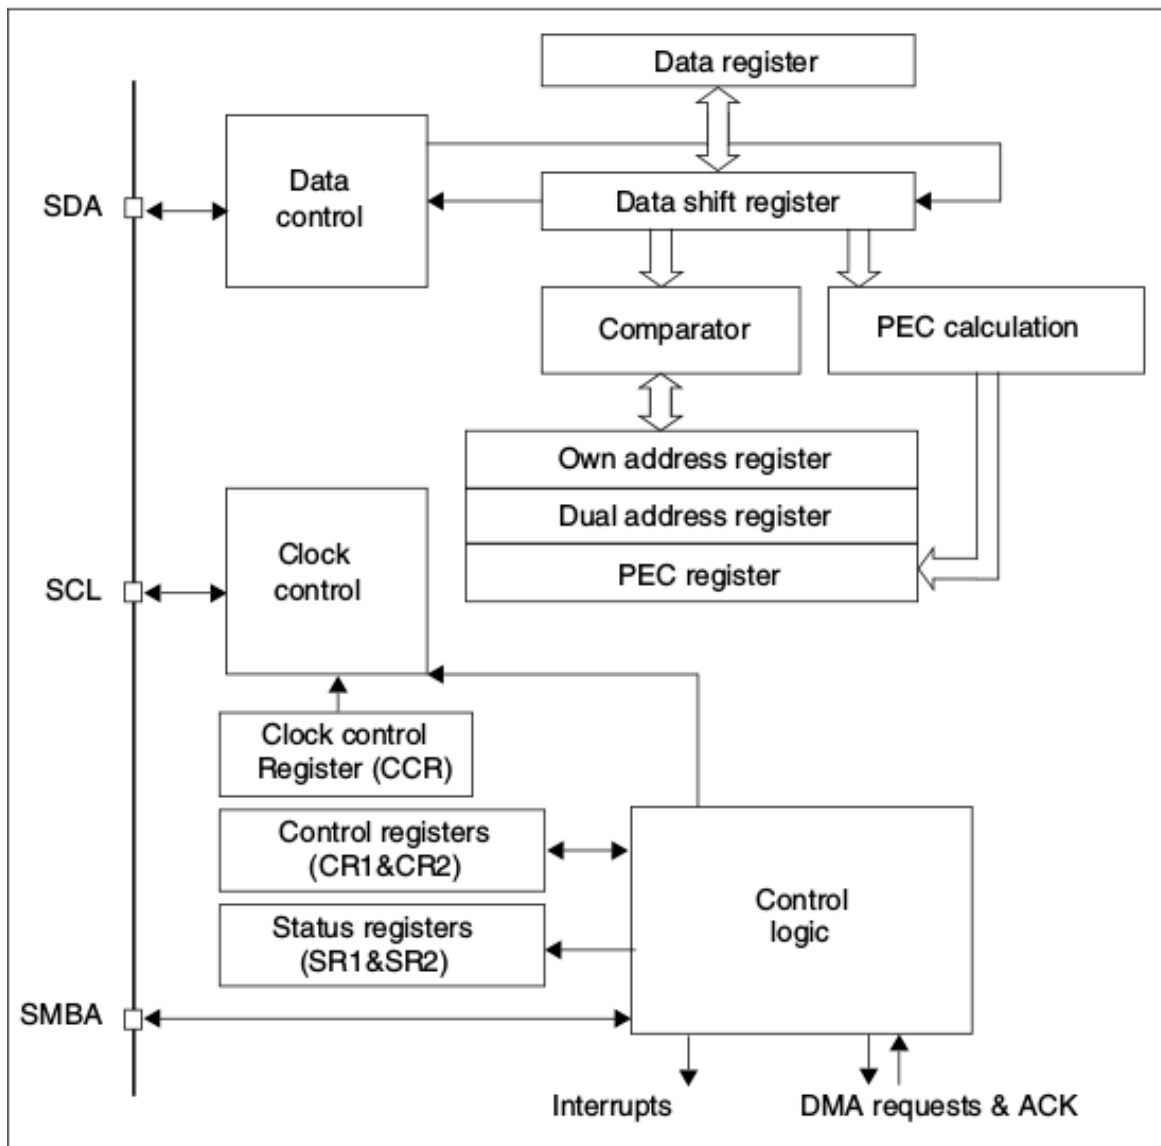 Data register
SDA
Data
control
Data shift register
Comparator
PEC calculation
Own address register
Dual address register
PEC register
SCL
Clock
control
Clock control
Register (CCR)
Control registers
(CR1&CR2)
Status registers
(SR1&SR2)
Control
logic
SMBA
Interrupts
DMA requests & ACK